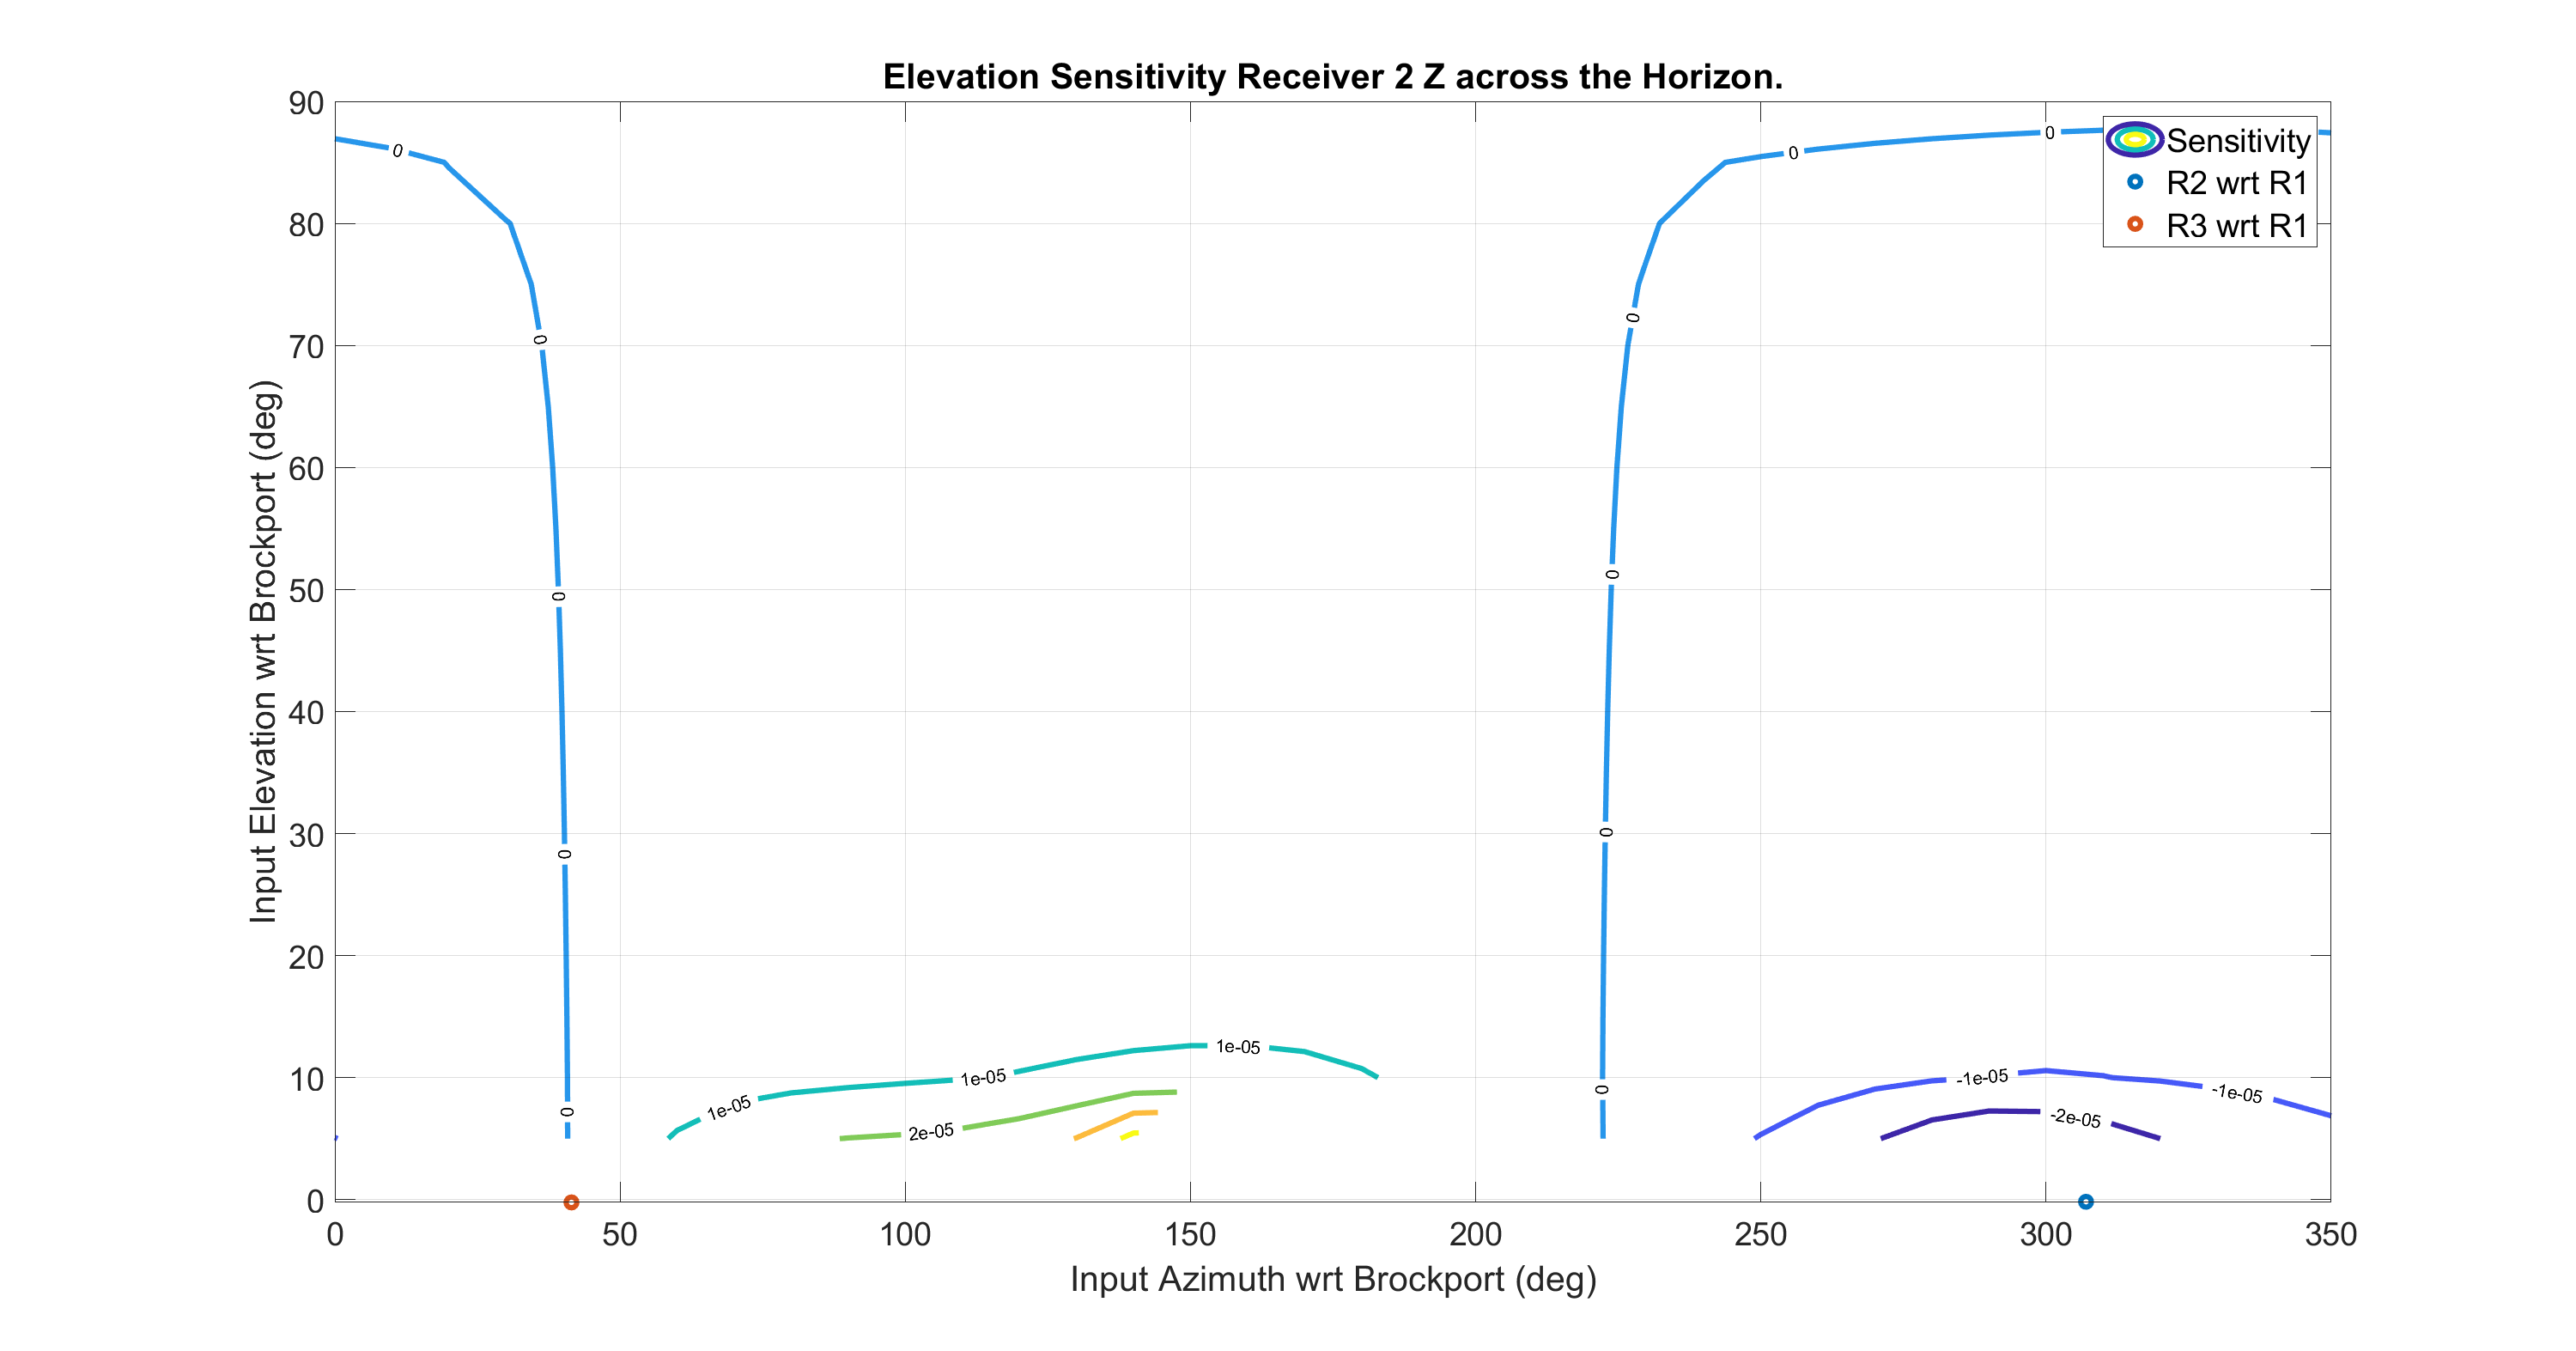 Elevation Sensitivity Receiver 2 Z across the Horizon.
Sensitivity
R2 wrt R1
R3 wrt R1
Input Elevation wrt Brockport (deg)
90
80
70
60
50
40
30
20
10
0
0
0
0
0
0
0
0
0
0
0
0
0
1e-05
1e-05
1e-05
2e-05
-1e-05
-1e-05
-2e-05
0 50 100 150 200 250 300 350
Input Azimuth wrt Brockport (deg)